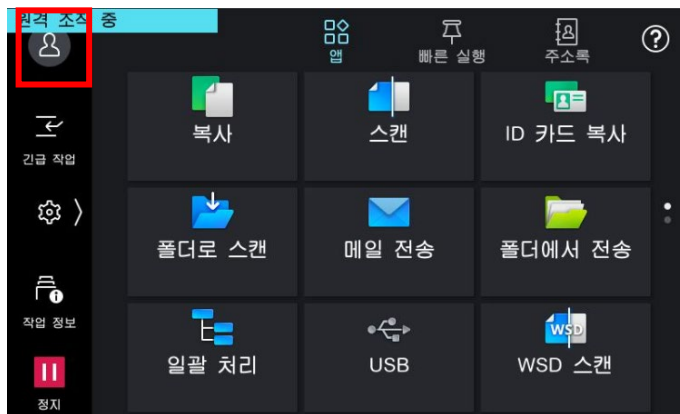 원격 조작 중
앱
빠른 실행
주소록
?
긴급 작업
작업 정보
정지
복사
스캔
ID 카드 복사
폴더로 스캔
메일 전송
폴더에서 전송
일괄 처리
USB
WSD
WSD 스캔